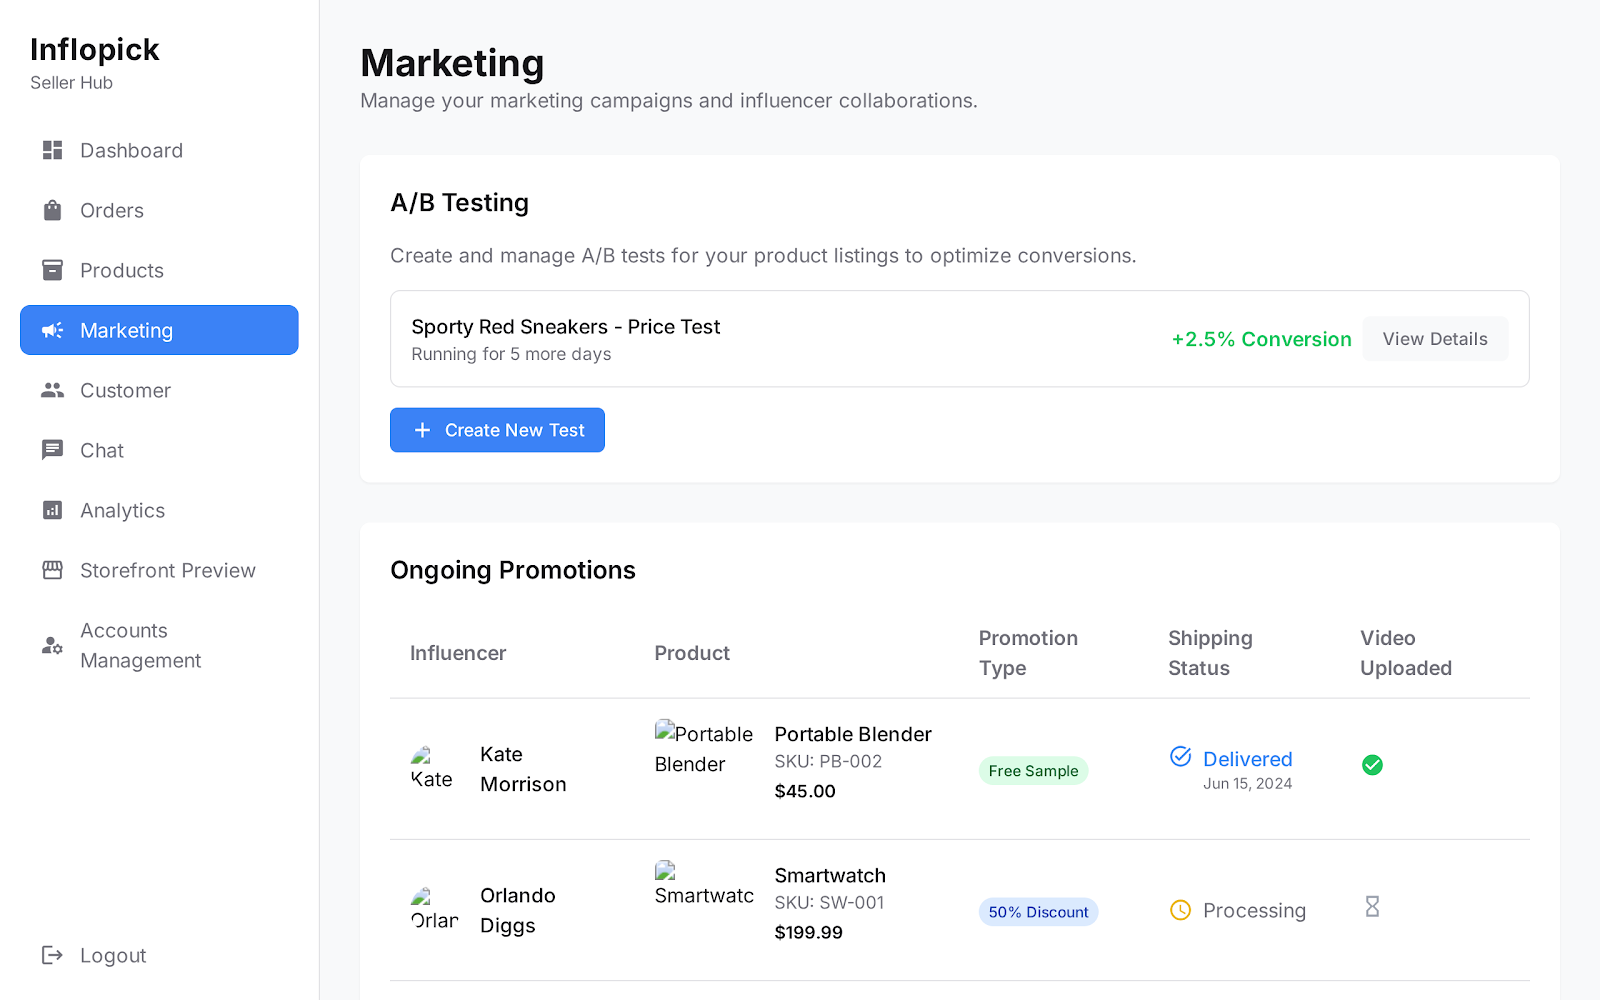 Inflopick
Seller Hub
Dashboard
Orders
Products
Marketing
Customer
Chat
Analytics
Storefront Preview
Accounts
Management
Logout
Marketing
Manage your marketing campaigns and influencer collaborations.
A/B Testing
Create and manage A/B tests for your product listings to optimize conversions.
Sporty Red Sneakers - Price Test
Running for 5 more days
+2.5% Conversion
View Details
Create New Test
Ongoing Promotions
Influencer
Product
Promotion
Type
Shipping
Status
Video
Uploaded
Kate
Kate
Morrison
Portable
Blender
Portable Blender
SKU: PB-002
$45.00
Free Sample
Delivered
Jun 15, 2024
Orlan
Orlando
Diggs
Smartwatc
Smartwatch
SKU: SW-001
$199.99
50% Discount
Processing